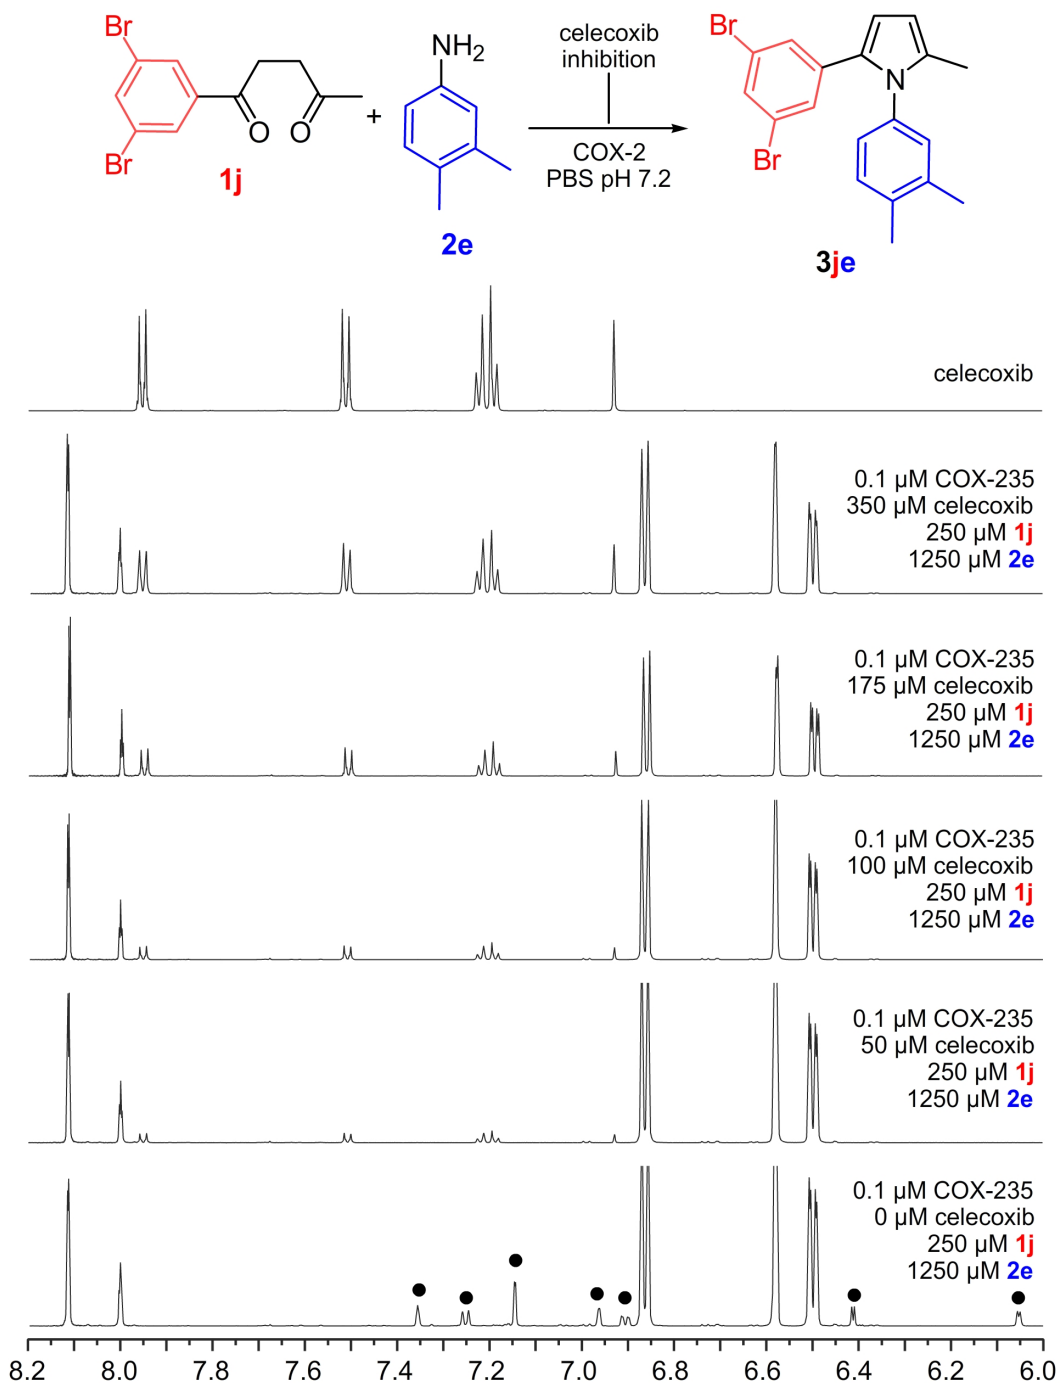 Br
Br
O
O
1j
+
NH2
2e
celecoxib
inhibition
COX-2
PBS pH 7.2
Br
Br
N
3je
celecoxib
0.1 µM COX-235
350 µM celecoxib
250 µM 1j
1250 µM 2e
0.1 µM COX-235
175 µM celecoxib
250 µM 1j
1250 µM 2e
0.1 µM COX-235
100 µM celecoxib
250 µM 1j
1250 µM 2e
0.1 µM COX-235
50 µM celecoxib
250 µM 1j
1250 µM 2e
0.1 µM COX-235
0 µM celecoxib
250 µM 1j
1250 µM 2e
8.2 8.0 7.8 7.6 7.4 7.2 7.0 6.8 6.6 6.4 6.2 6.0